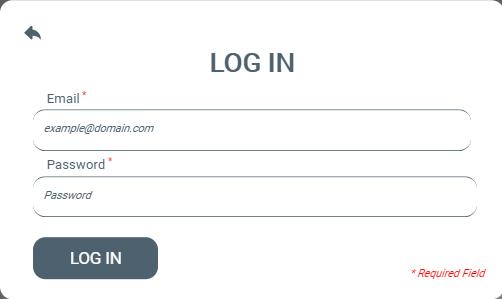 LOG IN
Email *
example@domain.com
Password *
Password
LOG IN
* Required Field